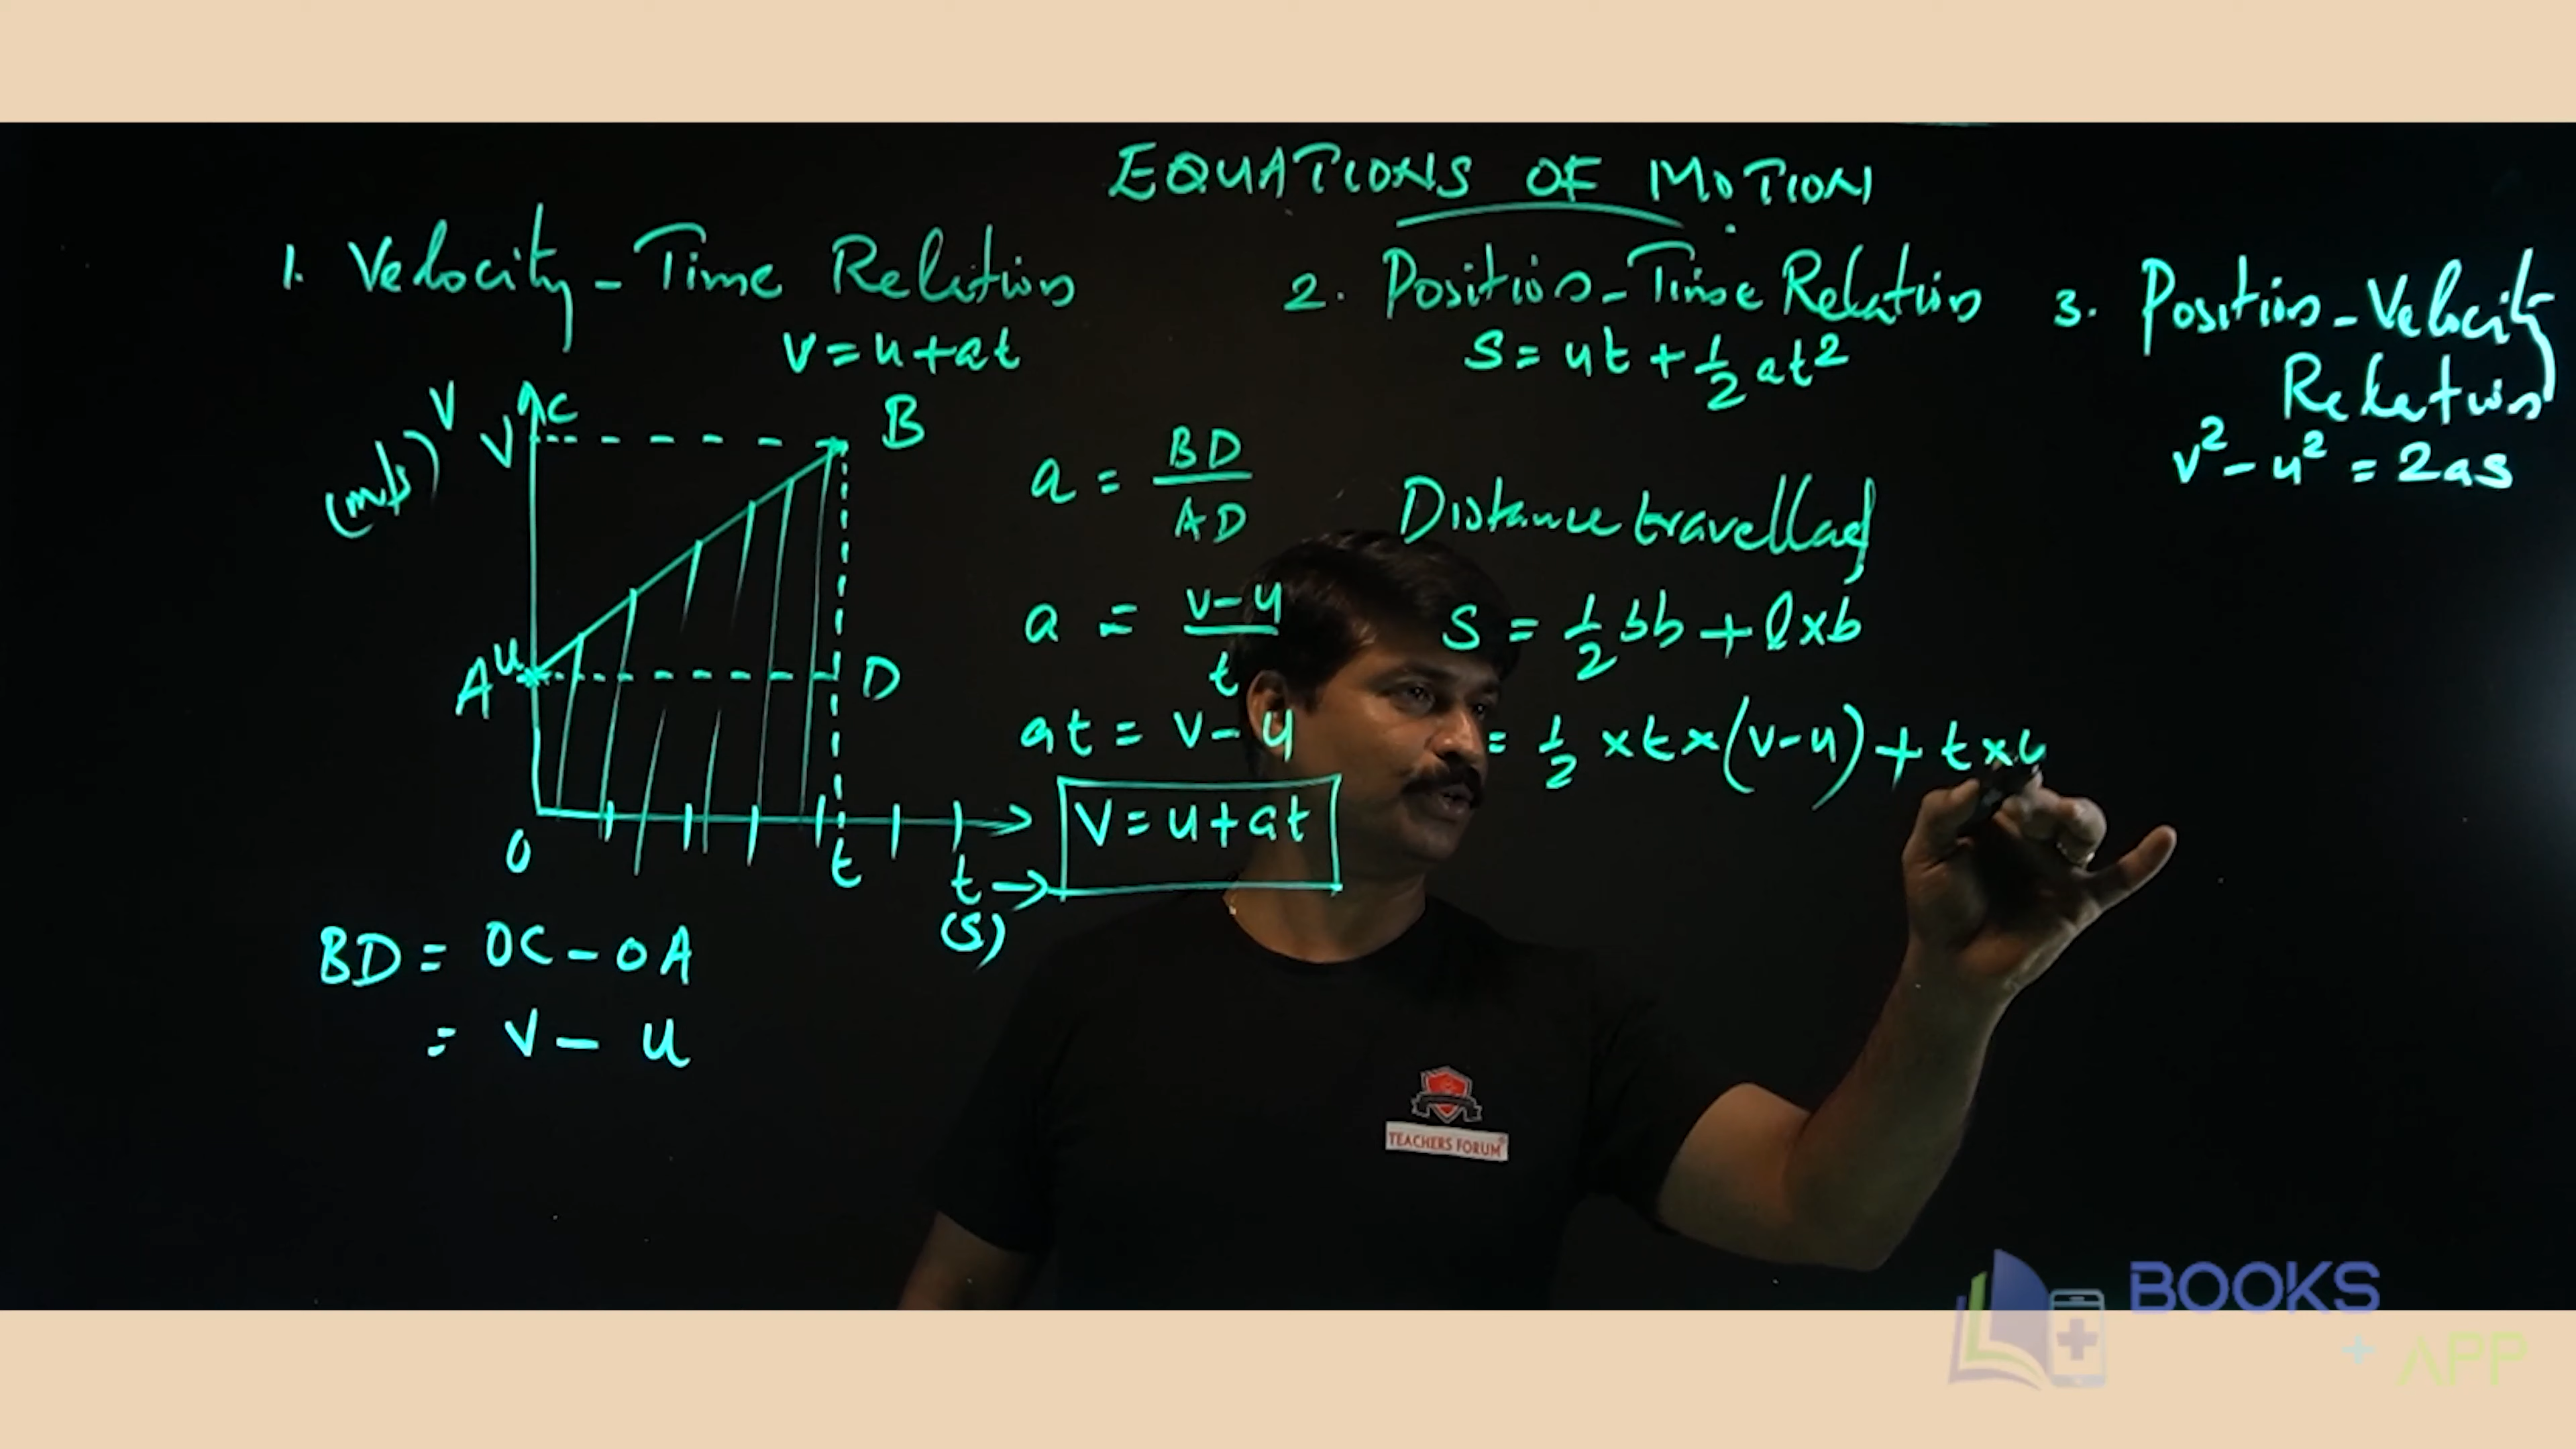 EQUATIONS OF MOTION
1. Velocity - Time Relation
v = u + at
2. Position - Time Relation
S = ut + ½ at²
3. Position - Velocity
Relation
v² - u² = 2as
V
(m/s)
V
C
B
A
u
D
0
t
t →
(S)
BD = OC - OA
= V - u
a = BD / AD
a = v-u / t
at = v - u
V = u + at
Distance travelled
S = ½ bh + l x b
= ½ x t x (v-u) + t x u
TEACHERS FORUM
BOOKS
+ APP